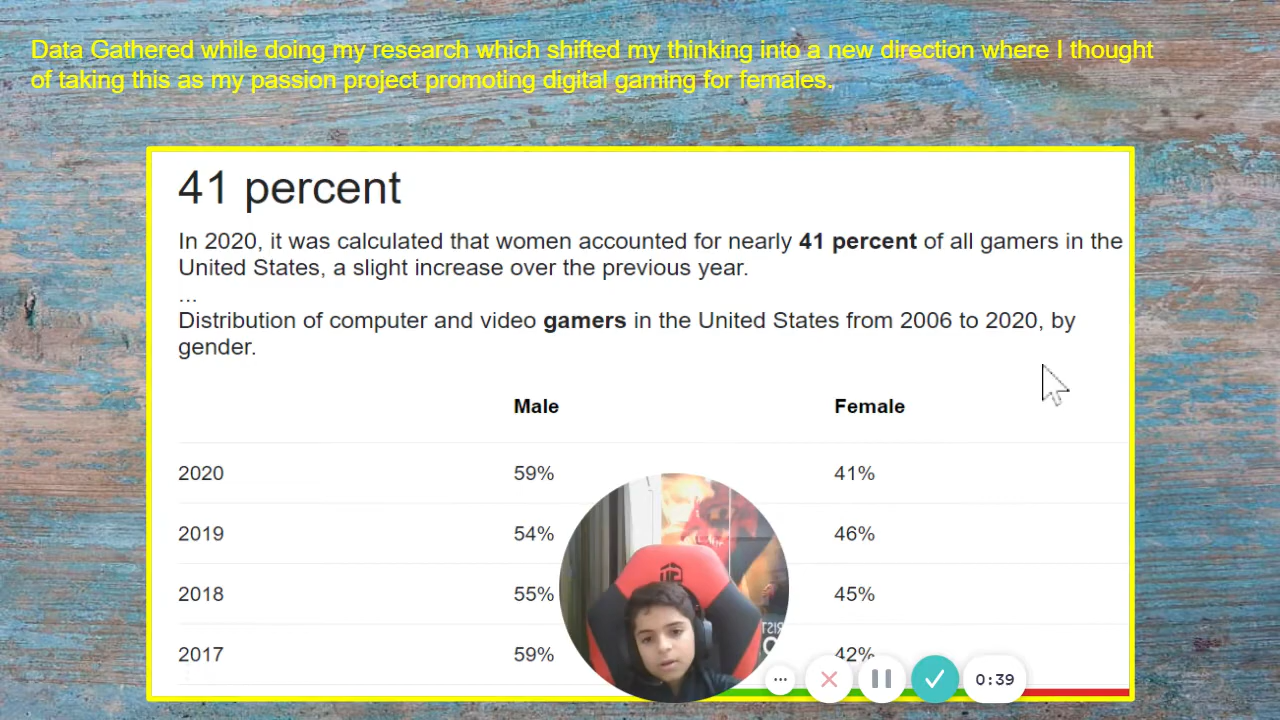 Data Gathered while doing my research which shifted my thinking into a new direction where I thought
of taking this as my passion project promoting digital gaming for females.
41 percent
In 2020, it was calculated that women accounted for nearly 41 percent of all gamers in the
United States, a slight increase over the previous year.
...
Distribution of computer and video gamers in the United States from 2006 to 2020, by
gender.
Male Female
2020 59% 41%
2019 54% 46%
2018 55% 45%
2017 59% 42%
0:39